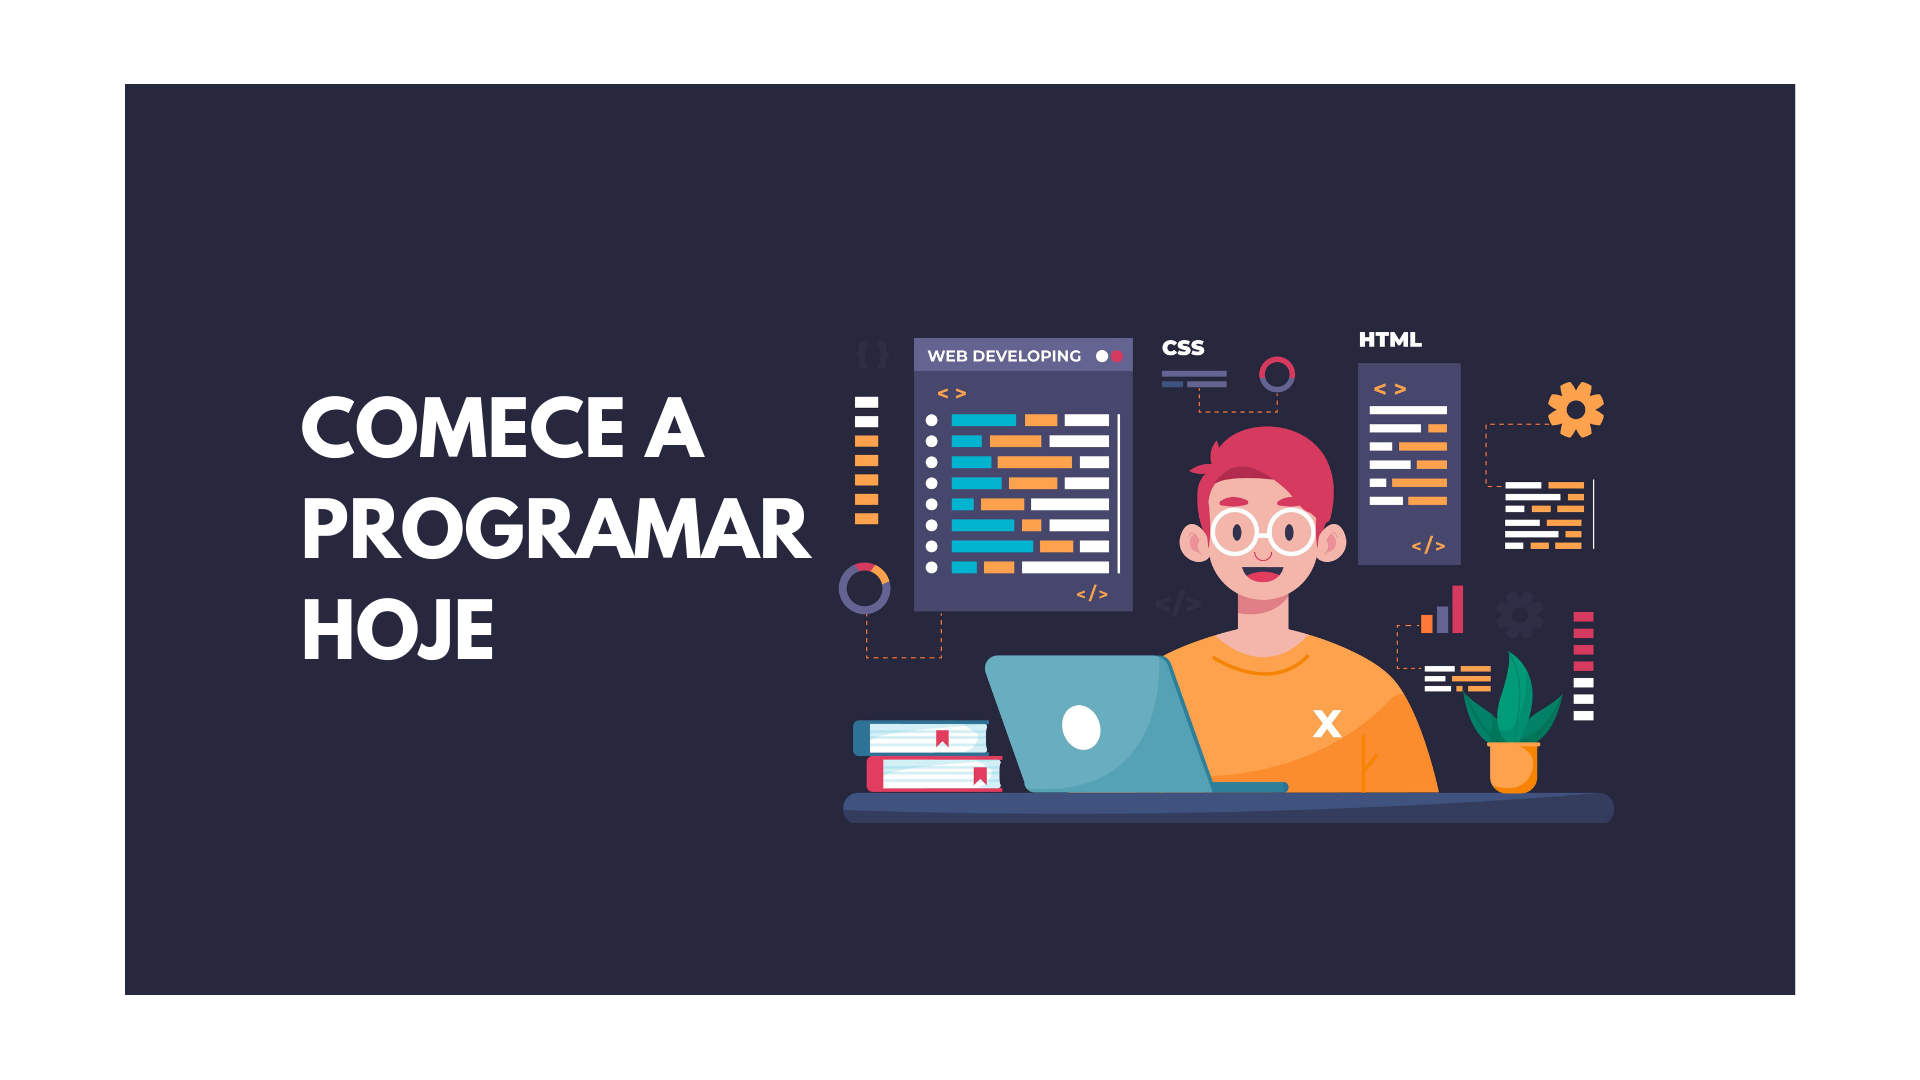 COMECE A
PROGRAMAR
HOJE
{ }
WEB DEVELOPING
< >
</>
CSS
HTML
< >
</>
</>
X